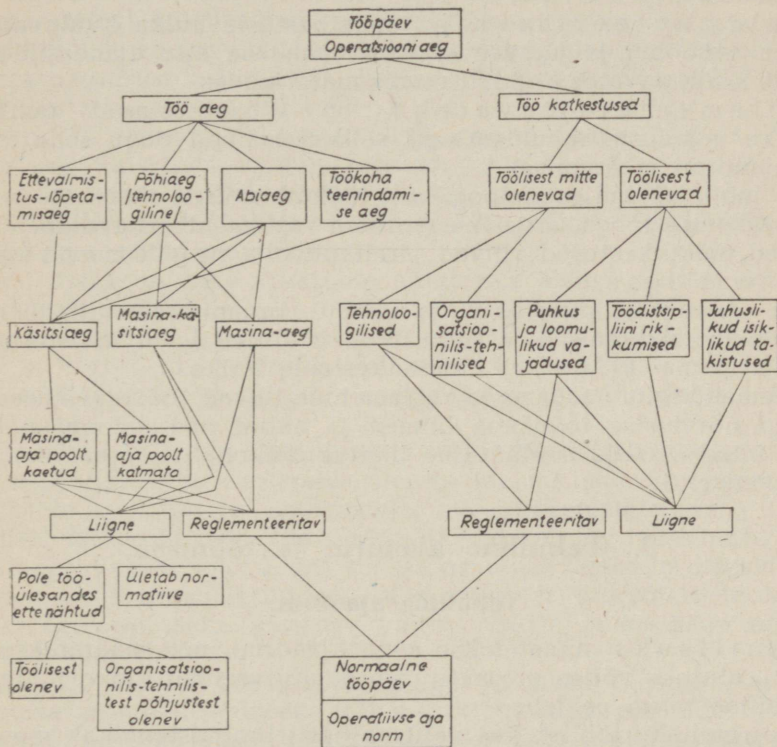 Tööpäev
Operatsiooni aeg
Töö aeg
Töö katkestused
Ettevalmis-
tus-lõpeta-
misaeg
Põhiaeg
/tehnoloo-
giline/
Abiaeg
Töökoha
teenindami-
se aeg
Töölisest mitte
olenevad
Töölisest
olenevad
Käsitsiaeg
Masina-kä-
sitsiaeg
Masina-aeg
Tehnoloo-
gilised
Organi-
satsioo-
nilis-teh-
nilised
Puhkus
ja loomu-
likud va-
jadused
Töödistsip-
liini rik-
kumised
Juhusli-
kud isik-
likud ta-
kistused
Masina-
aja poolt
kaetud
Masina-
aja poolt
katmata
Liigne
Reglementeeritav
Reglementeeritav
Liigne
Pole töö-
ülesandes
ette nähtud
Ületab nor-
matiive
Töölisest
olenev
Organisatsioo-
nilis-tehnilis-
test põhjustest
olenev
Normaalne
tööpäev
Operatiivse aja
norm